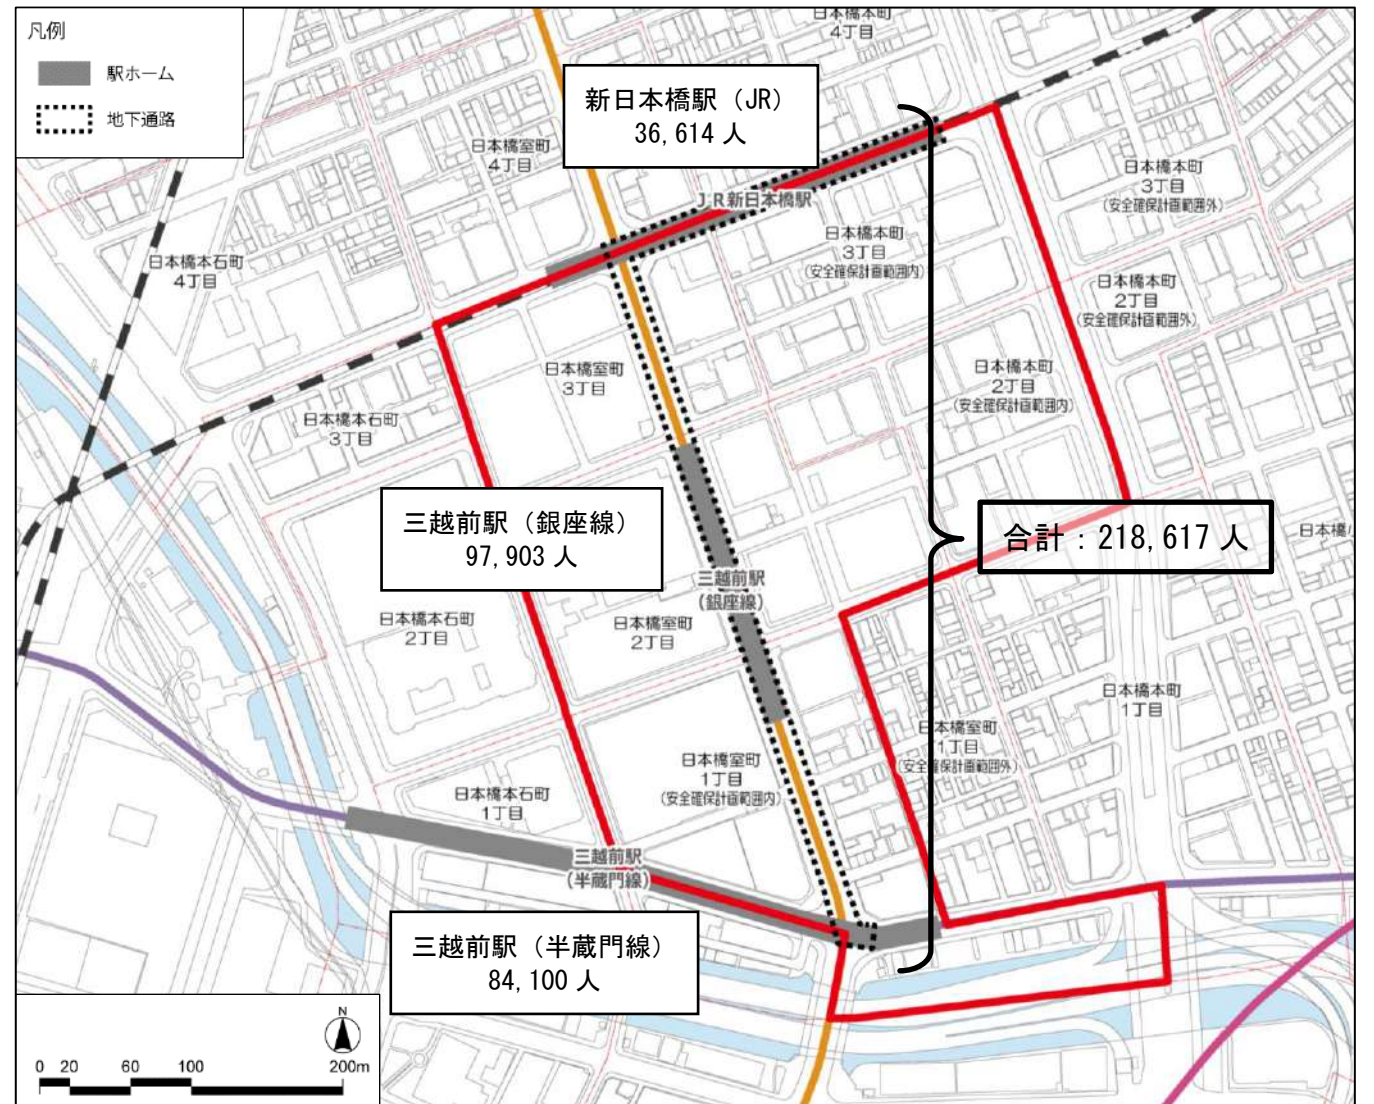 凡例
駅ホーム
地下通路
日本橋本町
4丁目
新日本橋駅（JR）
36,614 人
日本橋室町
4丁目
日本橋本町
3丁目
(安全確保計画範囲外)
JR新日本橋駅
日本橋本町
3丁目
(安全確保計画範囲内)
日本橋本石町
4丁目
日本橋本町
2丁目
(安全確保計画範囲外)
日本橋室町
3丁目
日本橋本町
2丁目
(安全確保計画範囲内)
日本橋本石町
3丁目
三越前駅（銀座線）
97,903 人
合計：218,617 人
日本橋
三越前駅
(銀座線)
日本橋本石町
2丁目
日本橋室町
2丁目
日本橋本町
1丁目
日本橋室町
1丁目
(安全確保計画範囲外)
日本橋室町
1丁目
(安全確保計画範囲内)
日本橋本石町
1丁目
三越前駅
(半蔵門線)
三越前駅（半蔵門線）
84,100 人
N
0 20 60 100 200m